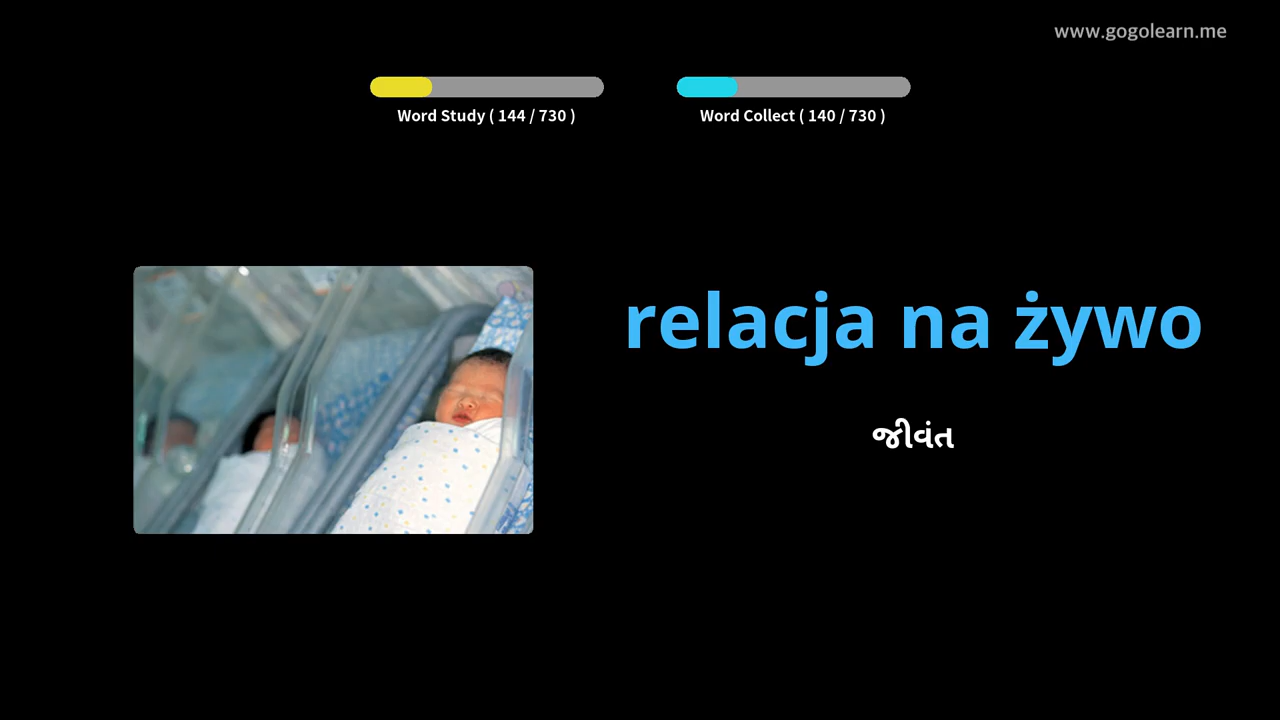 www.gogolearn.me
Word Study ( 144 / 730 )
Word Collect ( 140 / 730 )
relacja na żywo
જીવંત